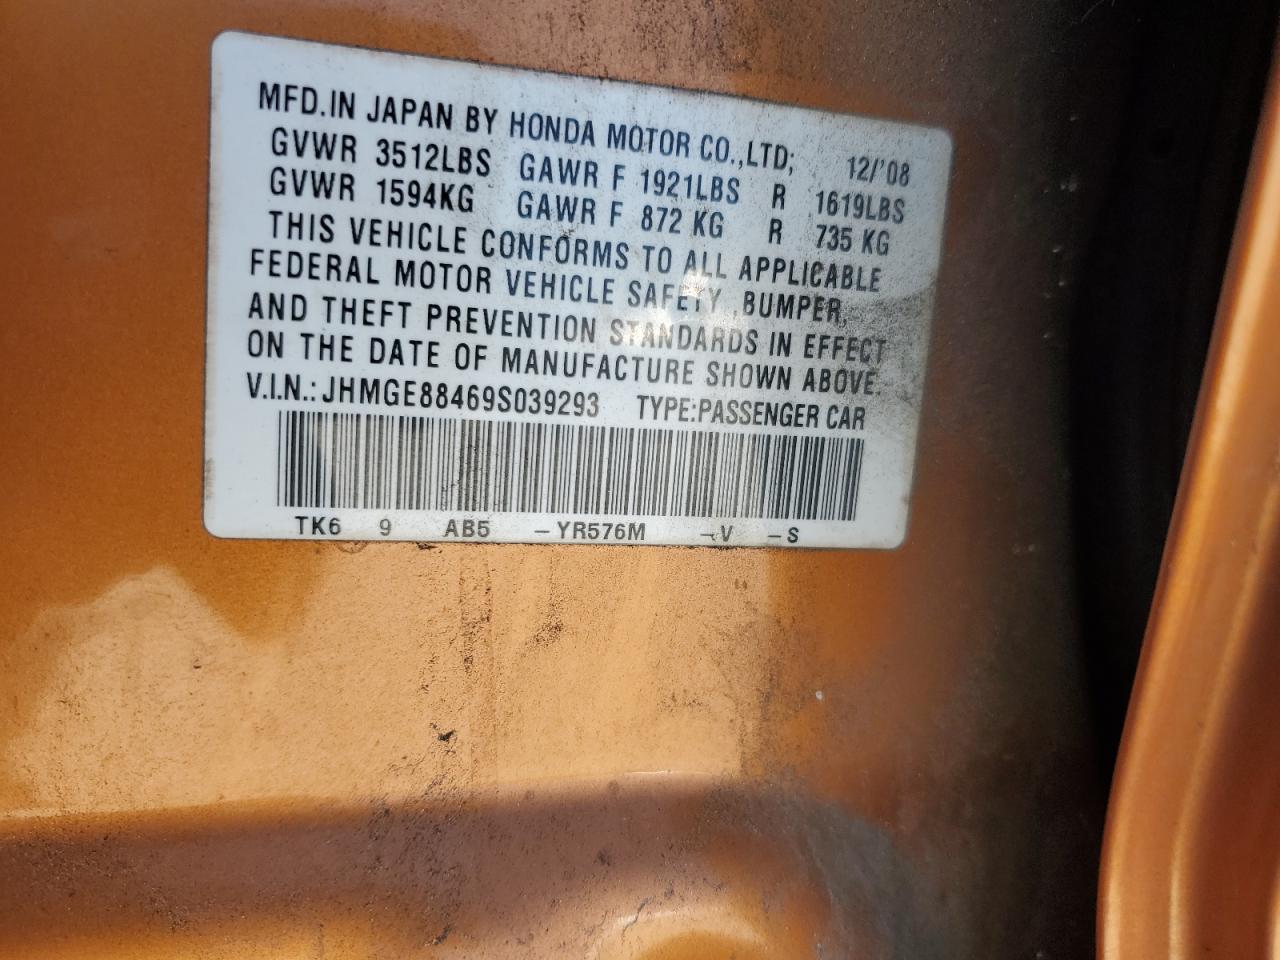 MFD.IN JAPAN BY HONDA MOTOR CO.,LTD; 12/'08
GVWR 3512LBS GAWR F 1921LBS R 1619LBS
GVWR 1594KG GAWR F 872 KG R 735 KG
THIS VEHICLE CONFORMS TO ALL APPLICABLE
FEDERAL MOTOR VEHICLE SAFETY ,BUMPER,
AND THEFT PREVENTION STANDARDS IN EFFECT
ON THE DATE OF MANUFACTURE SHOWN ABOVE.
V.I.N.: JHMGE88469S039293 TYPE:PASSENGER CAR
TK6 9 AB5 –YR576M –V –S